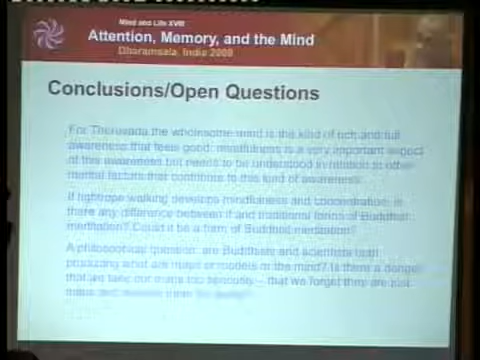 Mind and Life XVIII
Attention, Memory, and the Mind
Dharamsala, India 2009
Conclusions/Open Questions
For Theravada the wholesome mind is the kind of rich and full
awareness that feels good; mindfulness is a very important aspect
of this awareness but needs to be understood in relation to other
mental factors that contribute to this kind of awareness.
If tightrope walking develops mindfulness and concentration, is
there any difference between it and traditional forms of Buddhist
meditation? Could it be a form of Buddhist meditation?
A philosophical question: are Buddhists and scientists both
producing what are maps or models of the mind? Is there a danger
that we take our maps too seriously – that we forget they are just
maps and